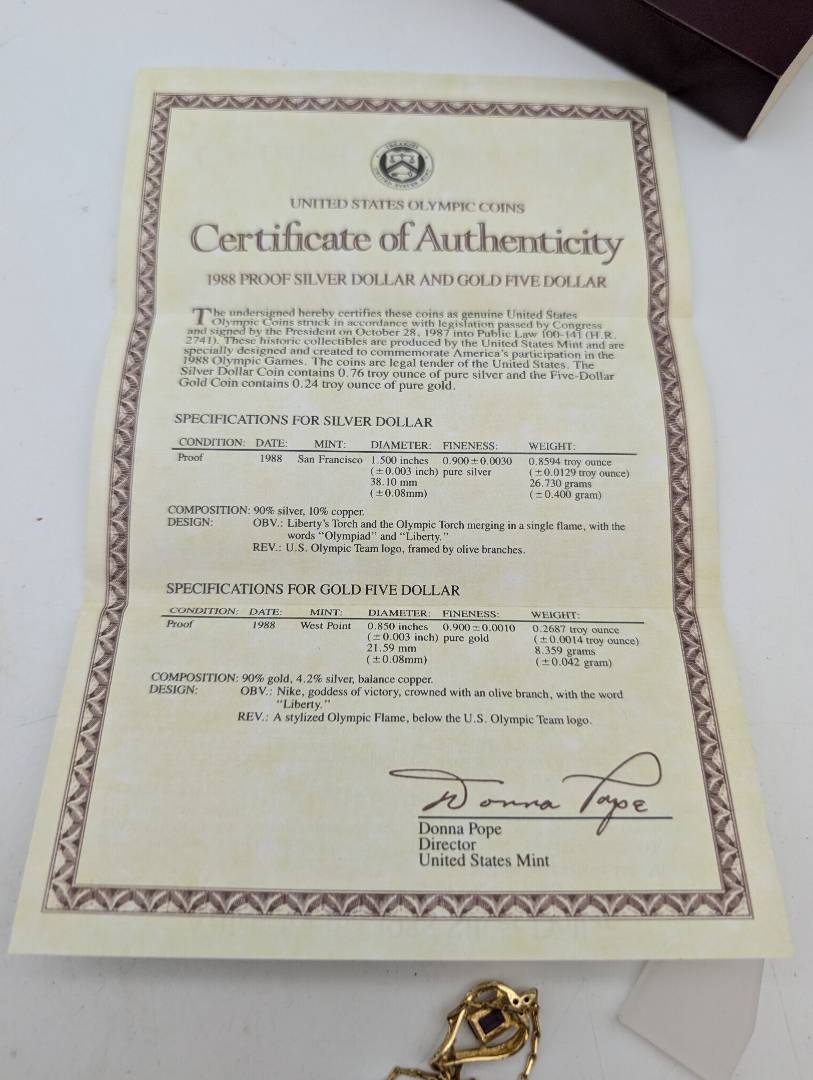 UNITED STATES OLYMPIC COINS
Certificate of Authenticity
1988 PROOF SILVER DOLLAR AND GOLD FIVE DOLLAR
The undersigned hereby certifies these coins as genuine United States
Olympic Coins struck in accordance with legislation passed by Congress
and signed by the President on October 28, 1987 into Public Law 100-141 (H.R.
2741). These historic collectibles are produced by the United States Mint and are
specially designed and created to commemorate America's participation in the
1988 Olympic Games. The coins are legal tender of the United States. The
Silver Dollar Coin contains 0.76 troy ounce of pure silver and the Five-Dollar
Gold Coin contains 0.24 troy ounce of pure gold.
SPECIFICATIONS FOR SILVER DOLLAR
CONDITION: DATE: MINT: DIAMETER: FINENESS: WEIGHT:
Proof 1988 San Francisco 1.500 inches 0.900±0.0030 0.8594 troy ounce
(±0.003 inch) pure silver (±0.0129 troy ounce)
38.10 mm 26.730 grams
(±0.08mm) (±0.400 gram)
COMPOSITION: 90% silver, 10% copper.
DESIGN: OBV.: Liberty's Torch and the Olympic Torch merging in a single flame, with the
words "Olympiad" and "Liberty."
REV.: U.S. Olympic Team logo, framed by olive branches.
SPECIFICATIONS FOR GOLD FIVE DOLLAR
CONDITION: DATE: MINT: DIAMETER: FINENESS: WEIGHT:
Proof 1988 West Point 0.850 inches 0.900±0.0010 0.2687 troy ounce
(±0.003 inch) pure gold (±0.0014 troy ounce)
21.59 mm 8.359 grams
(±0.08mm) (±0.042 gram)
COMPOSITION: 90% gold, 4.2% silver, balance copper.
DESIGN: OBV.: Nike, goddess of victory, crowned with an olive branch, with the word
"Liberty."
REV.: A stylized Olympic Flame, below the U.S. Olympic Team logo.
Donna Pope
Donna Pope
Director
United States Mint